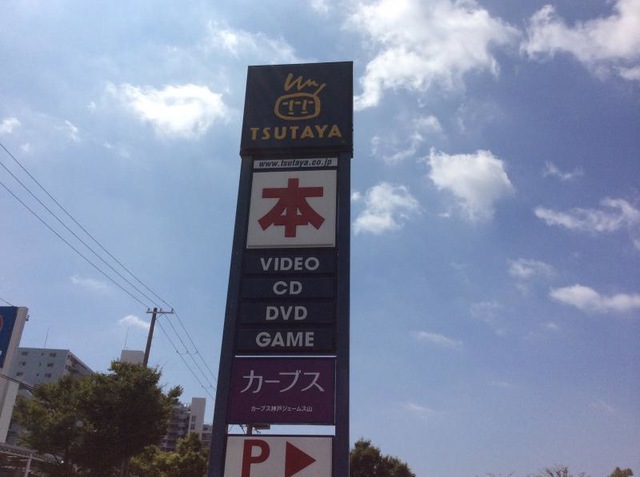 TSUTAYA
www.tsutaya.co.jp
本
VIDEO
CD
DVD
GAME
カーブス
カーブス神戸ジェームス山
P